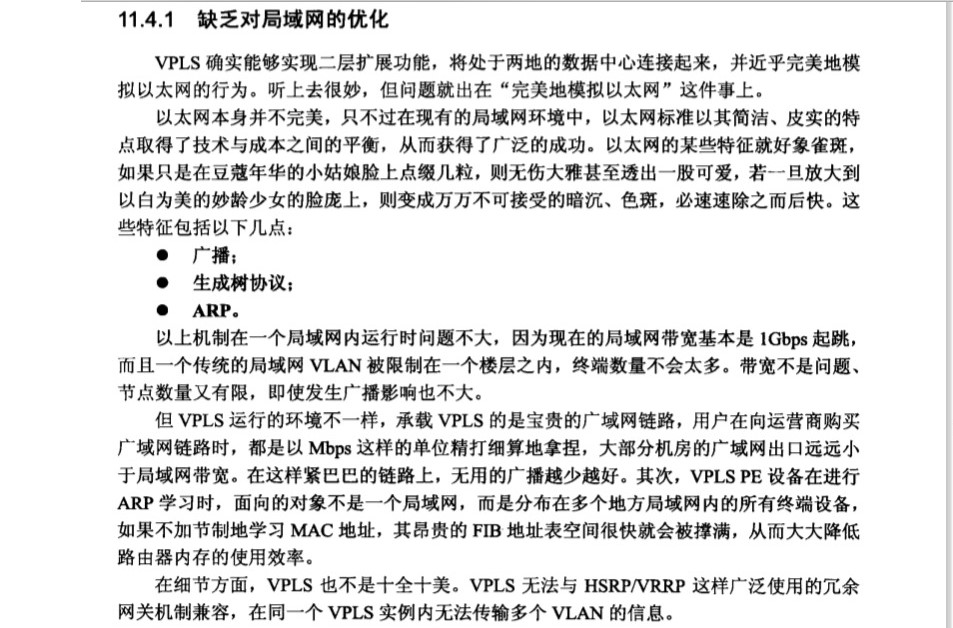 11.4.1 缺乏对局域网的优化
VPLS 确实能够实现二层扩展功能，将处于两地的数据中心连接起来，并近乎完美地模
拟以太网的行为。听上去很妙，但问题就出在“完美地模拟以太网”这件事上。
以太网本身并不完美，只不过在现有的局域网环境中，以太网标准以其简洁、皮实的特
点取得了技术与成本之间的平衡，从而获得了广泛的成功。以太网的某些特征就好象雀斑，
如果只是在豆蔻年华的小姑娘脸上点缀几粒，则无伤大雅甚至透出一股可爱，若一旦放大到
以白为美的妙龄少女的脸庞上，则变成万万不可接受的暗沉、色斑，必速速除之而后快。这
些特征包括以下几点：
● 广播；
● 生成树协议；
● ARP。
以上机制在一个局域网内运行时问题不大，因为现在的局域网带宽基本是 1Gbps 起跳，
而且一个传统的局域网 VLAN 被限制在一个楼层之内，终端数量不会太多。带宽不是问题、
节点数量又有限，即使发生广播影响也不大。
但 VPLS 运行的环境不一样，承载 VPLS 的是宝贵的广域网链路，用户在向运营商购买
广域网链路时，都是以 Mbps 这样的单位精打细算地拿捏，大部分机房的广域网出口远远小
于局域网带宽。在这样紧巴巴的链路上，无用的广播越少越好。其次，VPLS PE 设备在进行
ARP 学习时，面向的对象不是一个局域网，而是分布在多个地方局域网内的所有终端设备，
如果不加节制地学习 MAC 地址，其昂贵的 FIB 地址表空间很快就会被撑满，从而大大降低
路由器内存的使用效率。
在细节方面，VPLS 也不是十全十美。VPLS 无法与 HSRP/VRRP 这样广泛使用的冗余
网关机制兼容，在同一个 VPLS 实例内无法传输多个 VLAN 的信息。